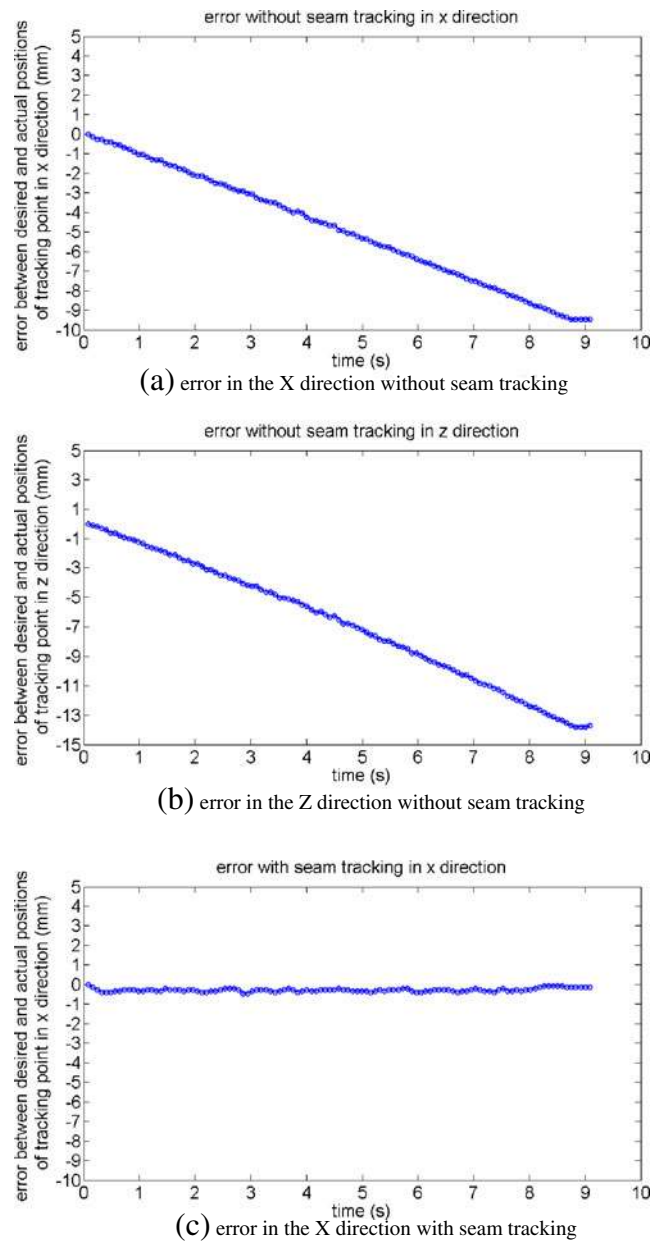 error without seam tracking in x direction
error between desired and actual positions
of tracking point in x direction (mm)
5
4
3
2
1
0
-1
-2
-3
-4
-5
-6
-7
-8
-9
-10
0 1 2 3 4 5 6 7 8 9 10
time (s)
(a) error in the X direction without seam tracking
error without seam tracking in z direction
error between desired and actual positions
of tracking point in z direction (mm)
5
3
1
-1
-3
-5
-7
-9
-11
-13
-15
0 1 2 3 4 5 6 7 8 9 10
time (s)
(b) error in the Z direction without seam tracking
error with seam tracking in x direction
error between desired and actual positions
of tracking point in x direction (mm)
5
4
3
2
1
0
-1
-2
-3
-4
-5
-6
-7
-8
-9
-10
0 1 2 3 4 5 6 7 8 9 10
time (s)
(c) error in the X direction with seam tracking